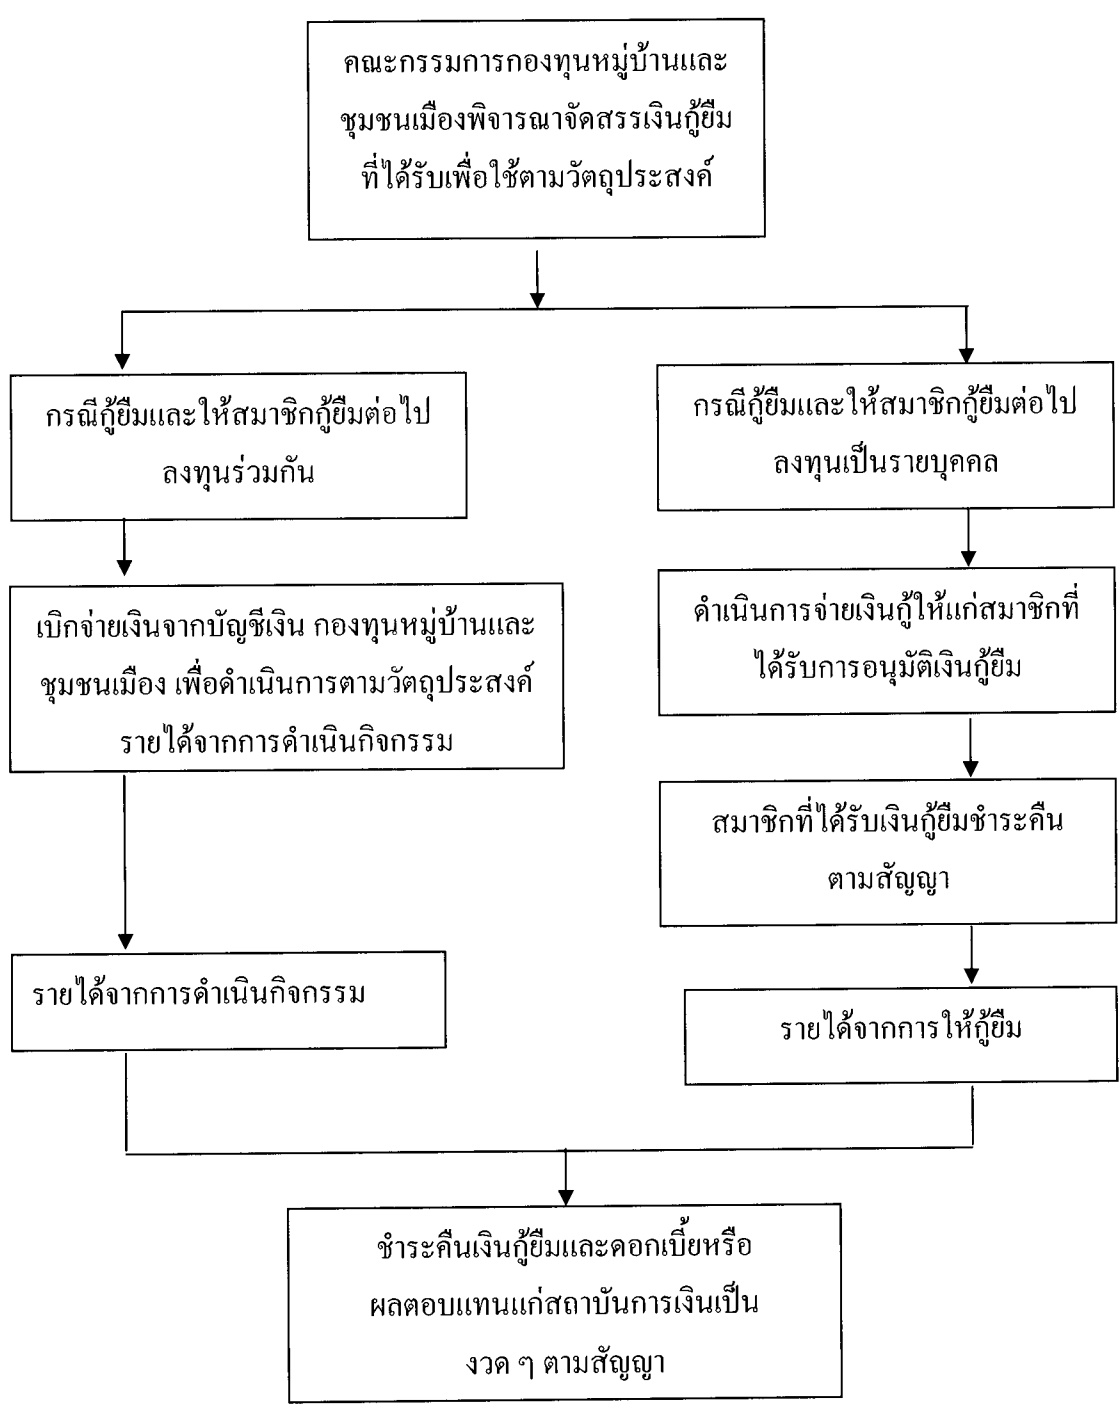 คณะกรรมการกองทุนหมู่บ้านและ
ชุมชนเมืองพิจารณาจัดสรรเงินกู้ยืม
ที่ได้รับเพื่อใช้ตามวัตถุประสงค์
กรณีกู้ยืมและให้สมาชิกกู้ยืมต่อไป
ลงทุนร่วมกัน
กรณีกู้ยืมและให้สมาชิกกู้ยืมต่อไป
ลงทุนเป็นรายบุคคล
เบิกจ่ายเงินจากบัญชีเงิน กองทุนหมู่บ้านและ
ชุมชนเมือง เพื่อดำเนินการตามวัตถุประสงค์
รายได้จากการดำเนินกิจกรรม
ดำเนินการจ่ายเงินกู้ให้แก่สมาชิกที่
ได้รับการอนุมัติเงินกู้ยืม
สมาชิกที่ได้รับเงินกู้ยืมชำระคืน
ตามสัญญา
รายได้จากการดำเนินกิจกรรม
รายได้จากการให้กู้ยืม
ชำระคืนเงินกู้ยืมและดอกเบี้ยหรือ
ผลตอบแทนแก่สถาบันการเงินเป็น
งวด ๆ ตามสัญญา